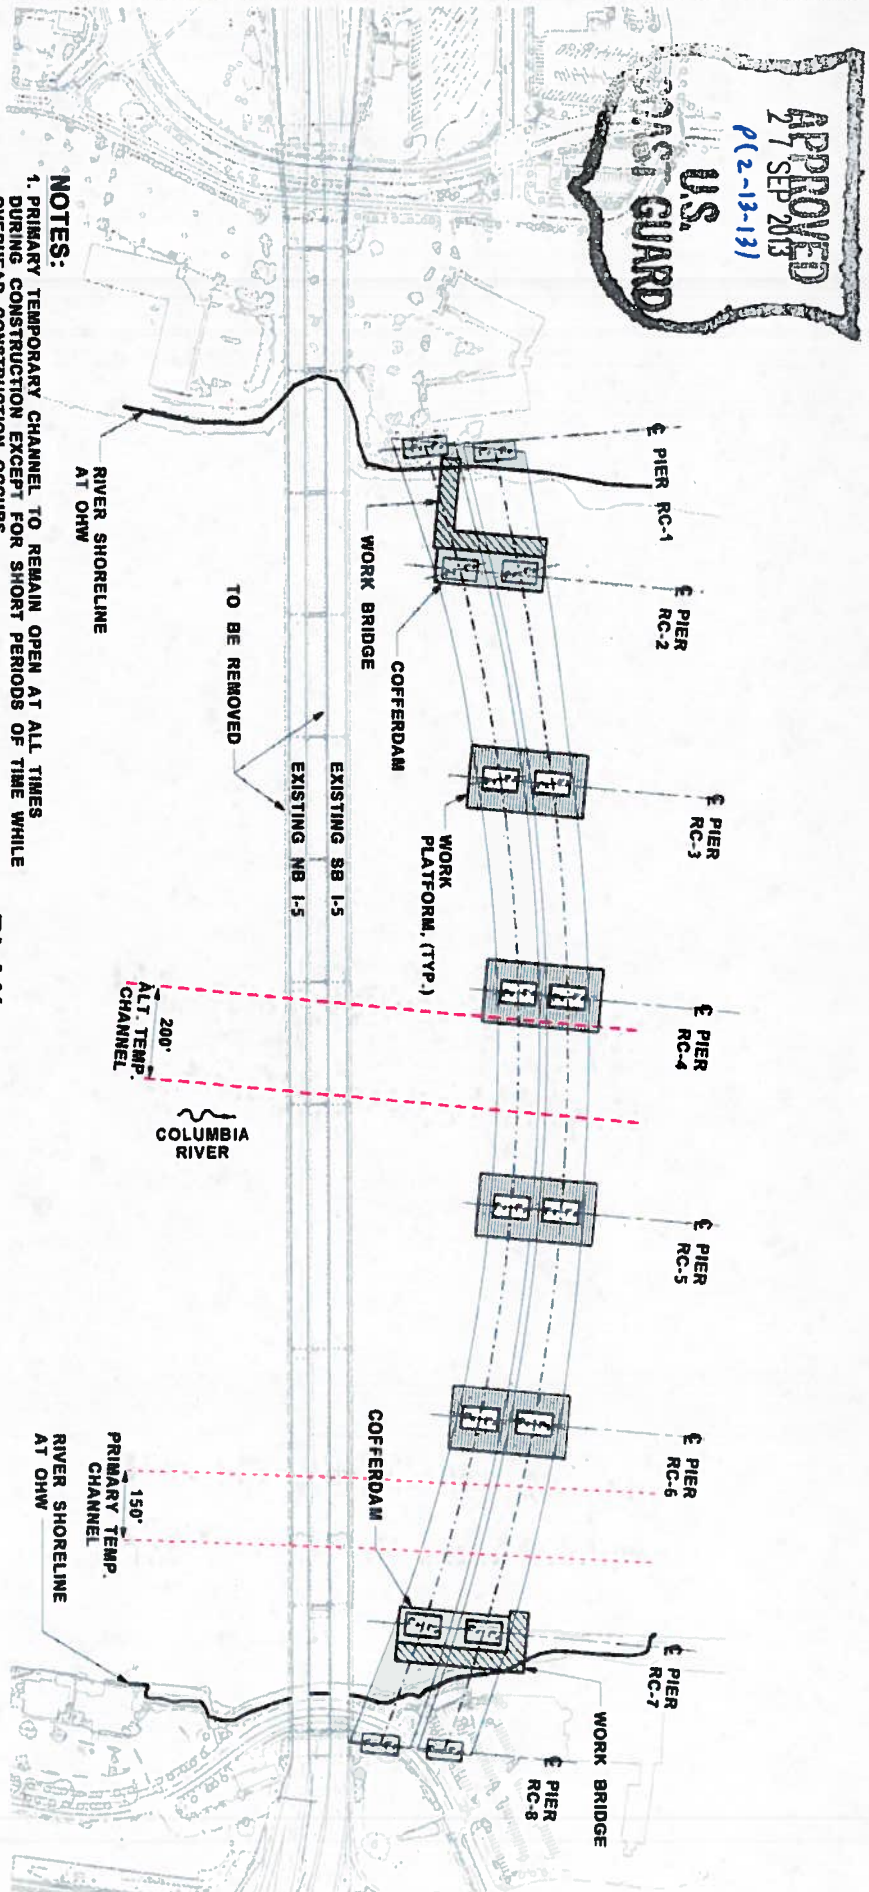 APPROVED
27 SEP 2013
P(2-13-13)
U.S.
COAST GUARD
℄ PIER RC-1
℄ PIER
RC-2
℄ PIER
RC-3
℄ PIER
RC-4
℄ PIER
RC-5
℄ PIER
RC-6
℄ PIER
RC-7
℄ PIER
RC-8
WORK BRIDGE
COFFERDAM
WORK
PLATFORM, (TYP.)
COFFERDAM
WORK BRIDGE
EXISTING SB I-5
EXISTING NB I-5
TO BE REMOVED
RIVER SHORELINE
AT OHW
200'
ALT. TEMP.
CHANNEL
COLUMBIA
RIVER
150'
PRIMARY TEMP.
CHANNEL
RIVER SHORELINE
AT OHW
NOTES:
1. PRIMARY TEMPORARY CHANNEL TO REMAIN OPEN AT ALL TIMES
DURING CONSTRUCTION EXCEPT FOR SHORT PERIODS OF TIME WHILE
OVERHEAD CONSTRUCTION OCCURS